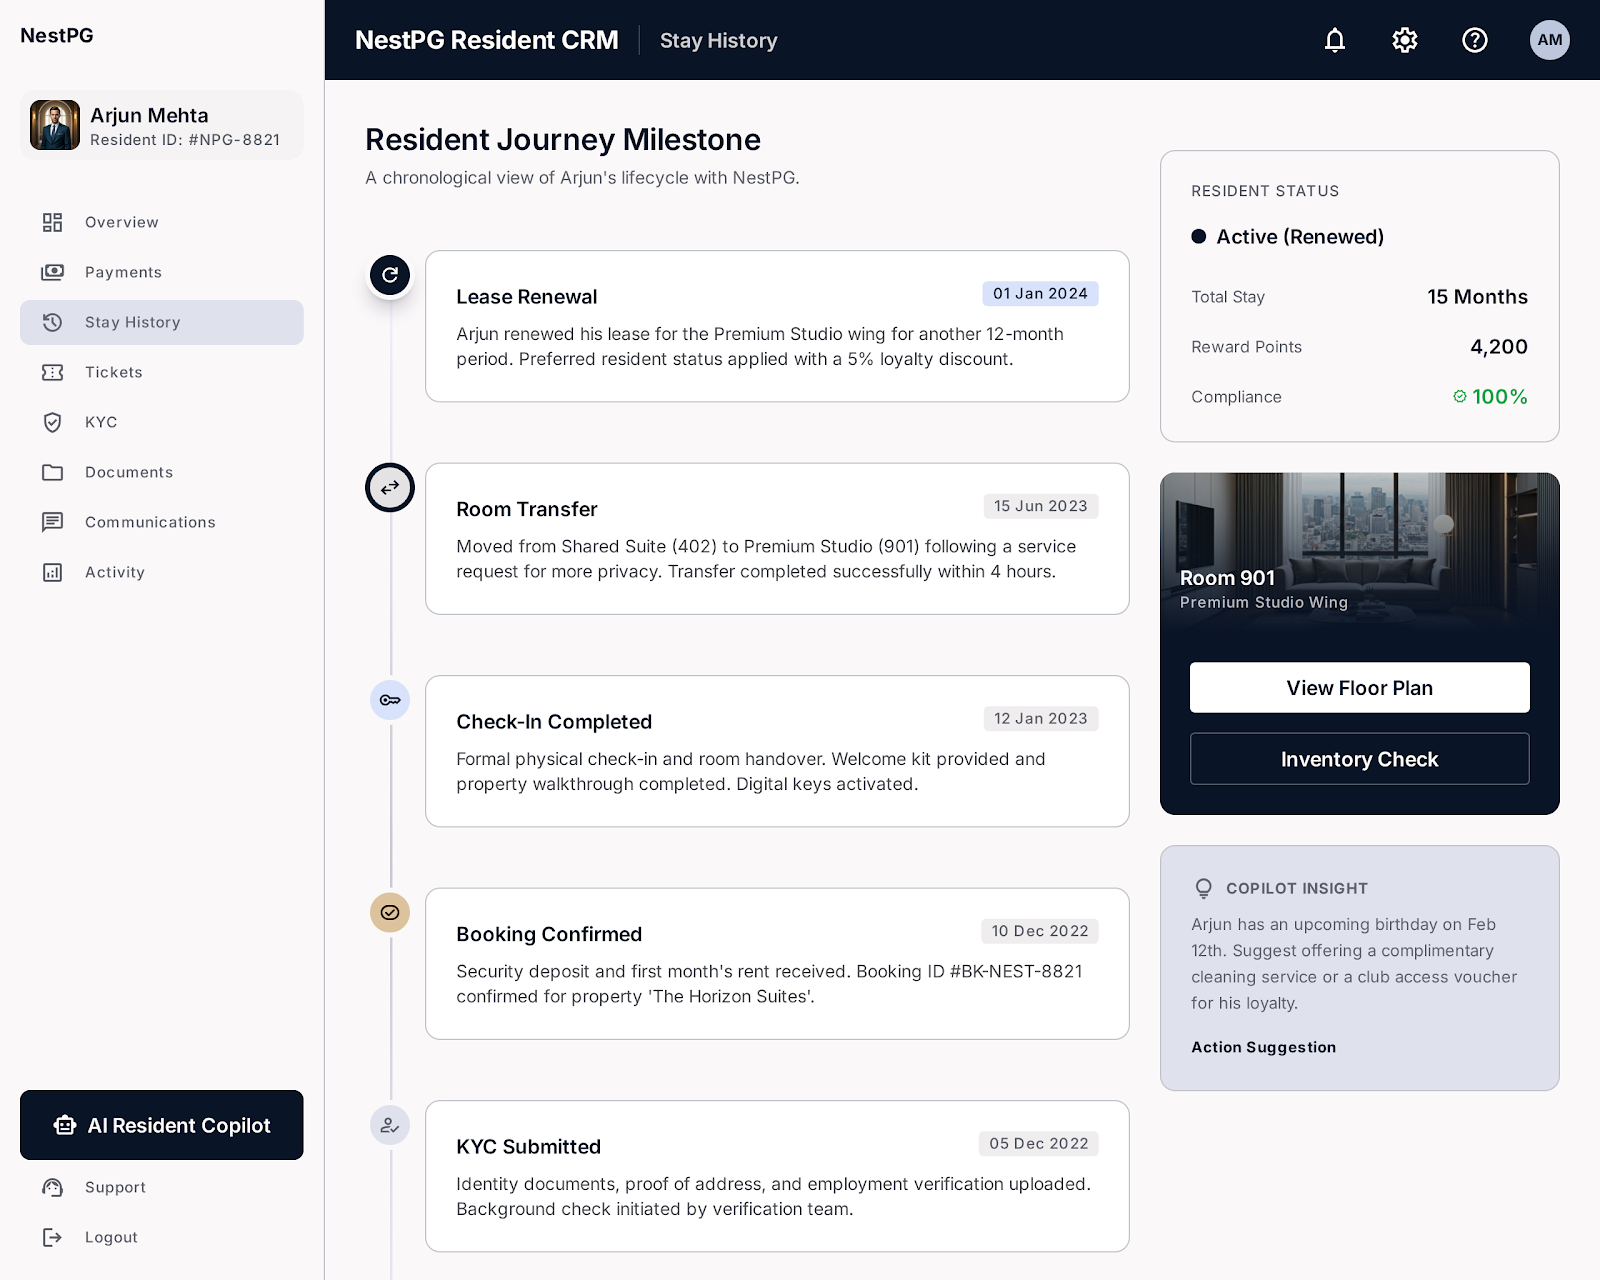 NestPG
Arjun Mehta
Resident ID: #NPG-8821
Overview
Payments
Stay History
Tickets
KYC
Documents
Communications
Activity
AI Resident Copilot
Support
Logout
NestPG Resident CRM
Stay History
AM
Resident Journey Milestone
A chronological view of Arjun's lifecycle with NestPG.
Lease Renewal
01 Jan 2024
Arjun renewed his lease for the Premium Studio wing for another 12-month
period. Preferred resident status applied with a 5% loyalty discount.
Room Transfer
15 Jun 2023
Moved from Shared Suite (402) to Premium Studio (901) following a service
request for more privacy. Transfer completed successfully within 4 hours.
Check-In Completed
12 Jan 2023
Formal physical check-in and room handover. Welcome kit provided and
property walkthrough completed. Digital keys activated.
Booking Confirmed
10 Dec 2022
Security deposit and first month's rent received. Booking ID #BK-NEST-8821
confirmed for property 'The Horizon Suites'.
KYC Submitted
05 Dec 2022
Identity documents, proof of address, and employment verification uploaded.
Background check initiated by verification team.
RESIDENT STATUS
Active (Renewed)
Total Stay
15 Months
Reward Points
4,200
Compliance
100%
Room 901
Premium Studio Wing
View Floor Plan
Inventory Check
COPILOT INSIGHT
Arjun has an upcoming birthday on Feb
12th. Suggest offering a complimentary
cleaning service or a club access voucher
for his loyalty.
Action Suggestion